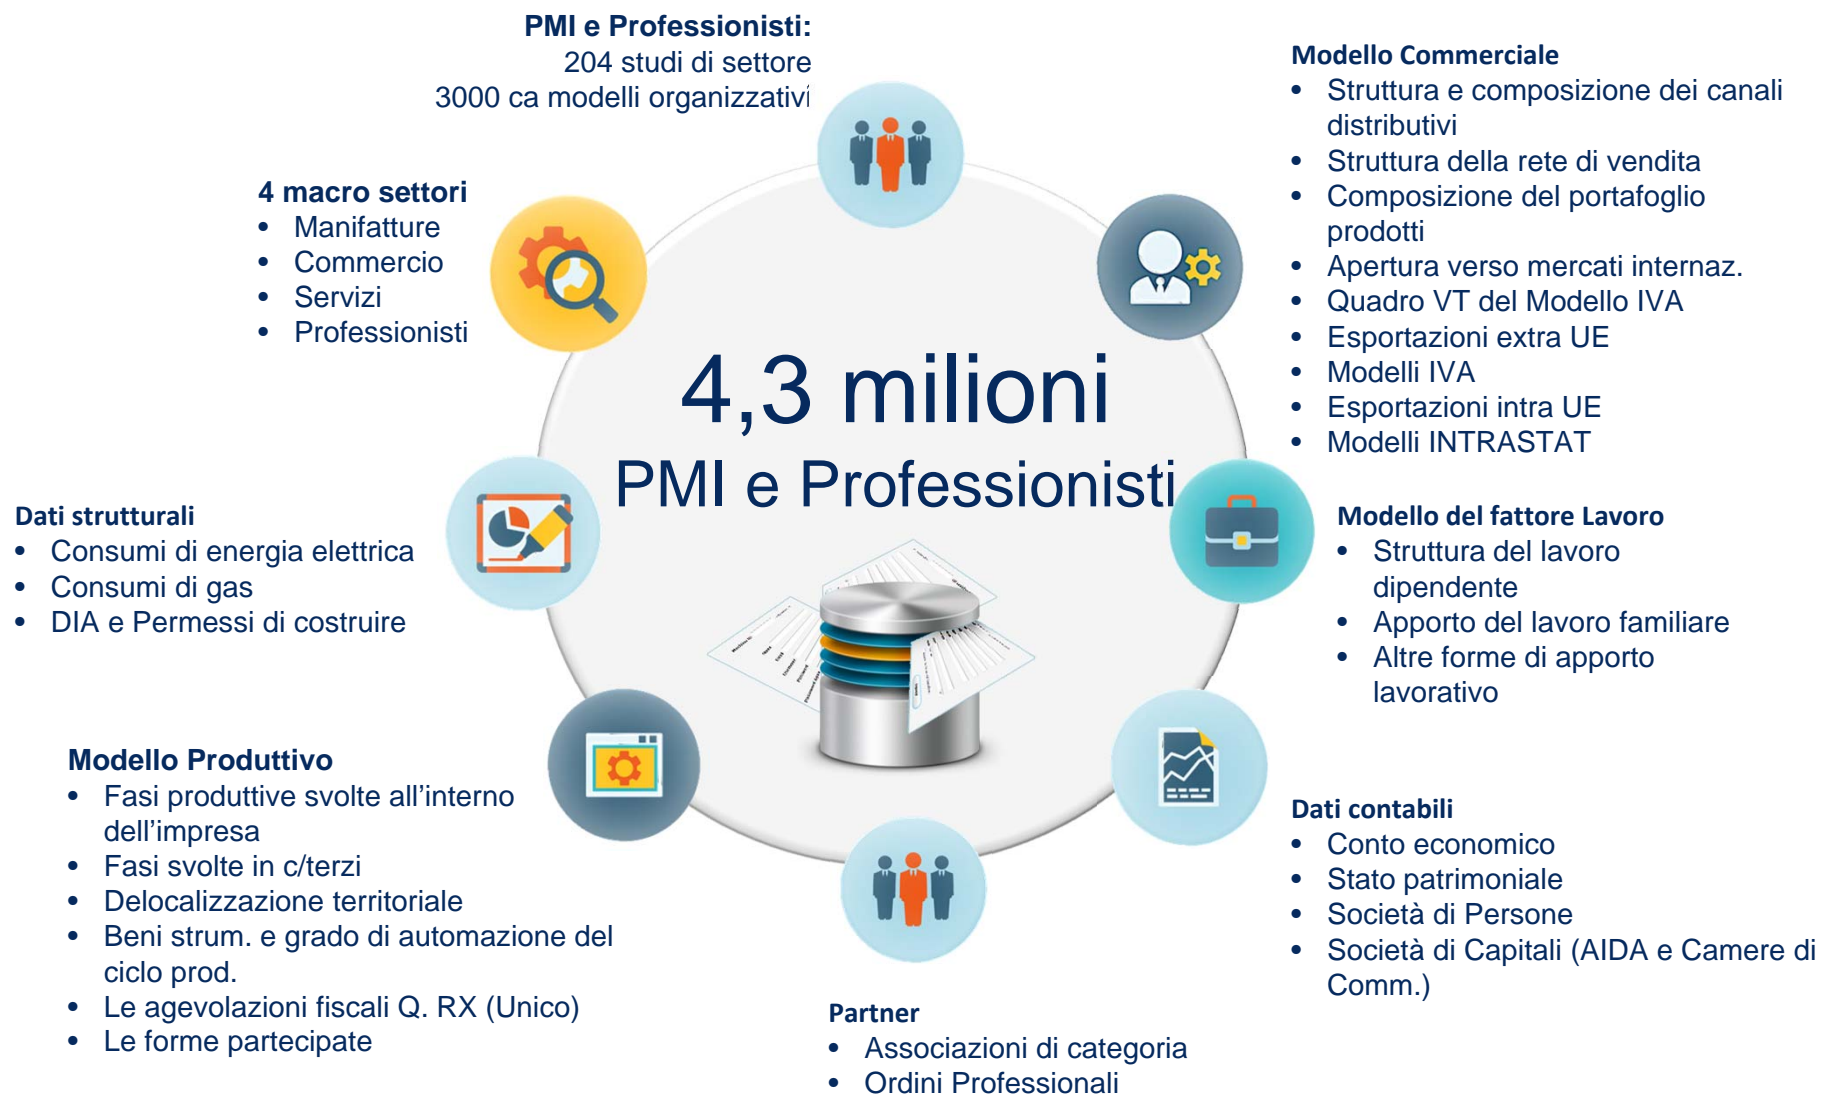 PMI e Professionisti:
204 studi di settore
3000 ca modelli organizzativi
4 macro settori
• Manifatture
• Commercio
• Servizi
• Professionisti
Dati strutturali
• Consumi di energia elettrica
• Consumi di gas
• DIA e Permessi di costruire
Modello Produttivo
• Fasi produttive svolte all'interno
dell'impresa
• Fasi svolte in c/terzi
• Delocalizzazione territoriale
• Beni strum. e grado di automazione del
ciclo prod.
• Le agevolazioni fiscali Q. RX (Unico)
• Le forme partecipate
4,3 milioni
PMI e Professionisti
Modello Commerciale
• Struttura e composizione dei canali
distributivi
• Struttura della rete di vendita
• Composizione del portafoglio
prodotti
• Apertura verso mercati internaz.
• Quadro VT del Modello IVA
• Esportazioni extra UE
• Modelli IVA
• Esportazioni intra UE
• Modelli INTRASTAT
Modello del fattore Lavoro
• Struttura del lavoro
dipendente
• Apporto del lavoro familiare
• Altre forme di apporto
lavorativo
Dati contabili
• Conto economico
• Stato patrimoniale
• Società di Persone
• Società di Capitali (AIDA e Camere di
Comm.)
Partner
• Associazioni di categoria
• Ordini Professionali